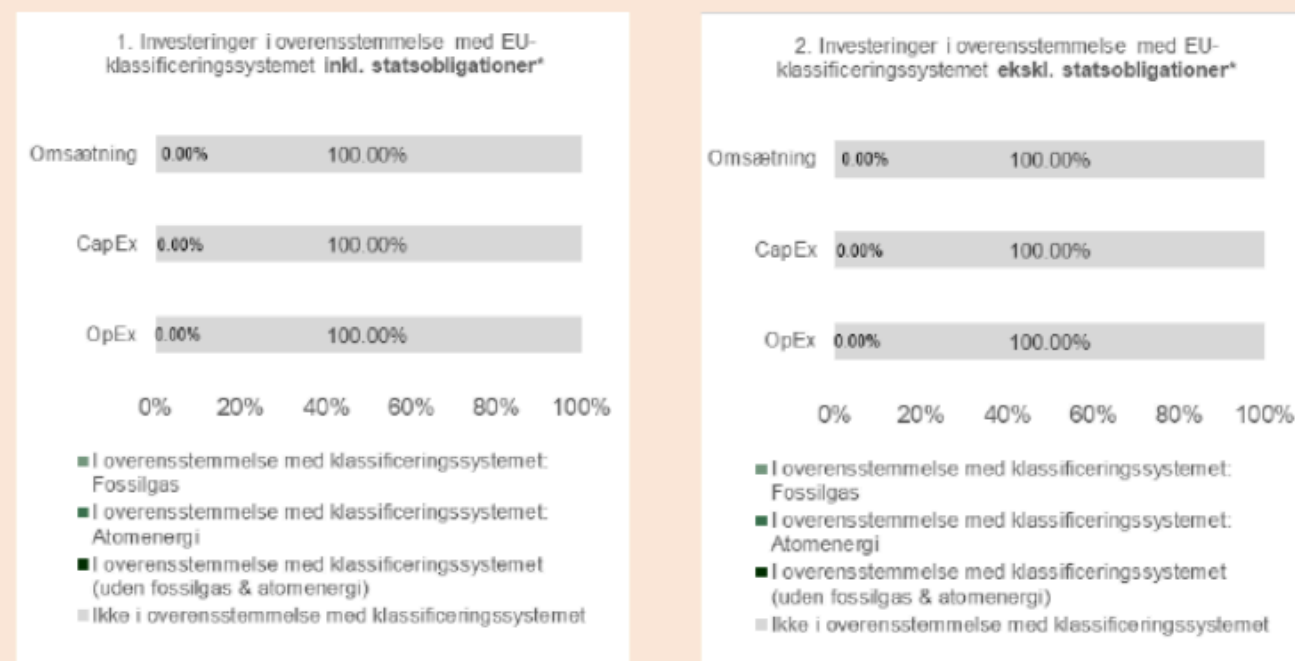 1. Investeringer i overensstemmelse med EU-
klassificeringssystemet inkl. statsobligationer*
Omsætning 0.00% 100.00%
CapEx 0.00% 100.00%
OpEx 0.00% 100.00%
0% 20% 40% 60% 80% 100%
I overensstemmelse med klassificeringssystemet:
Fossilgas
I overensstemmelse med klassificeringssystemet:
Atomenergi
I overensstemmelse med klassificeringssystemet
(uden fossilgas & atomenergi)
Ikke i overensstemmelse med klassificeringssystemet
2. Investeringer i overensstemmelse med EU-
klassificeringssystemet ekskl. statsobligationer*
Omsætning 0.00% 100.00%
CapEx 0.00% 100.00%
OpEx 0.00% 100.00%
0% 20% 40% 60% 80% 100%
I overensstemmelse med klassificeringssystemet:
Fossilgas
I overensstemmelse med klassificeringssystemet:
Atomenergi
I overensstemmelse med klassificeringssystemet
(uden fossilgas & atomenergi)
Ikke i overensstemmelse med klassificeringssystemet